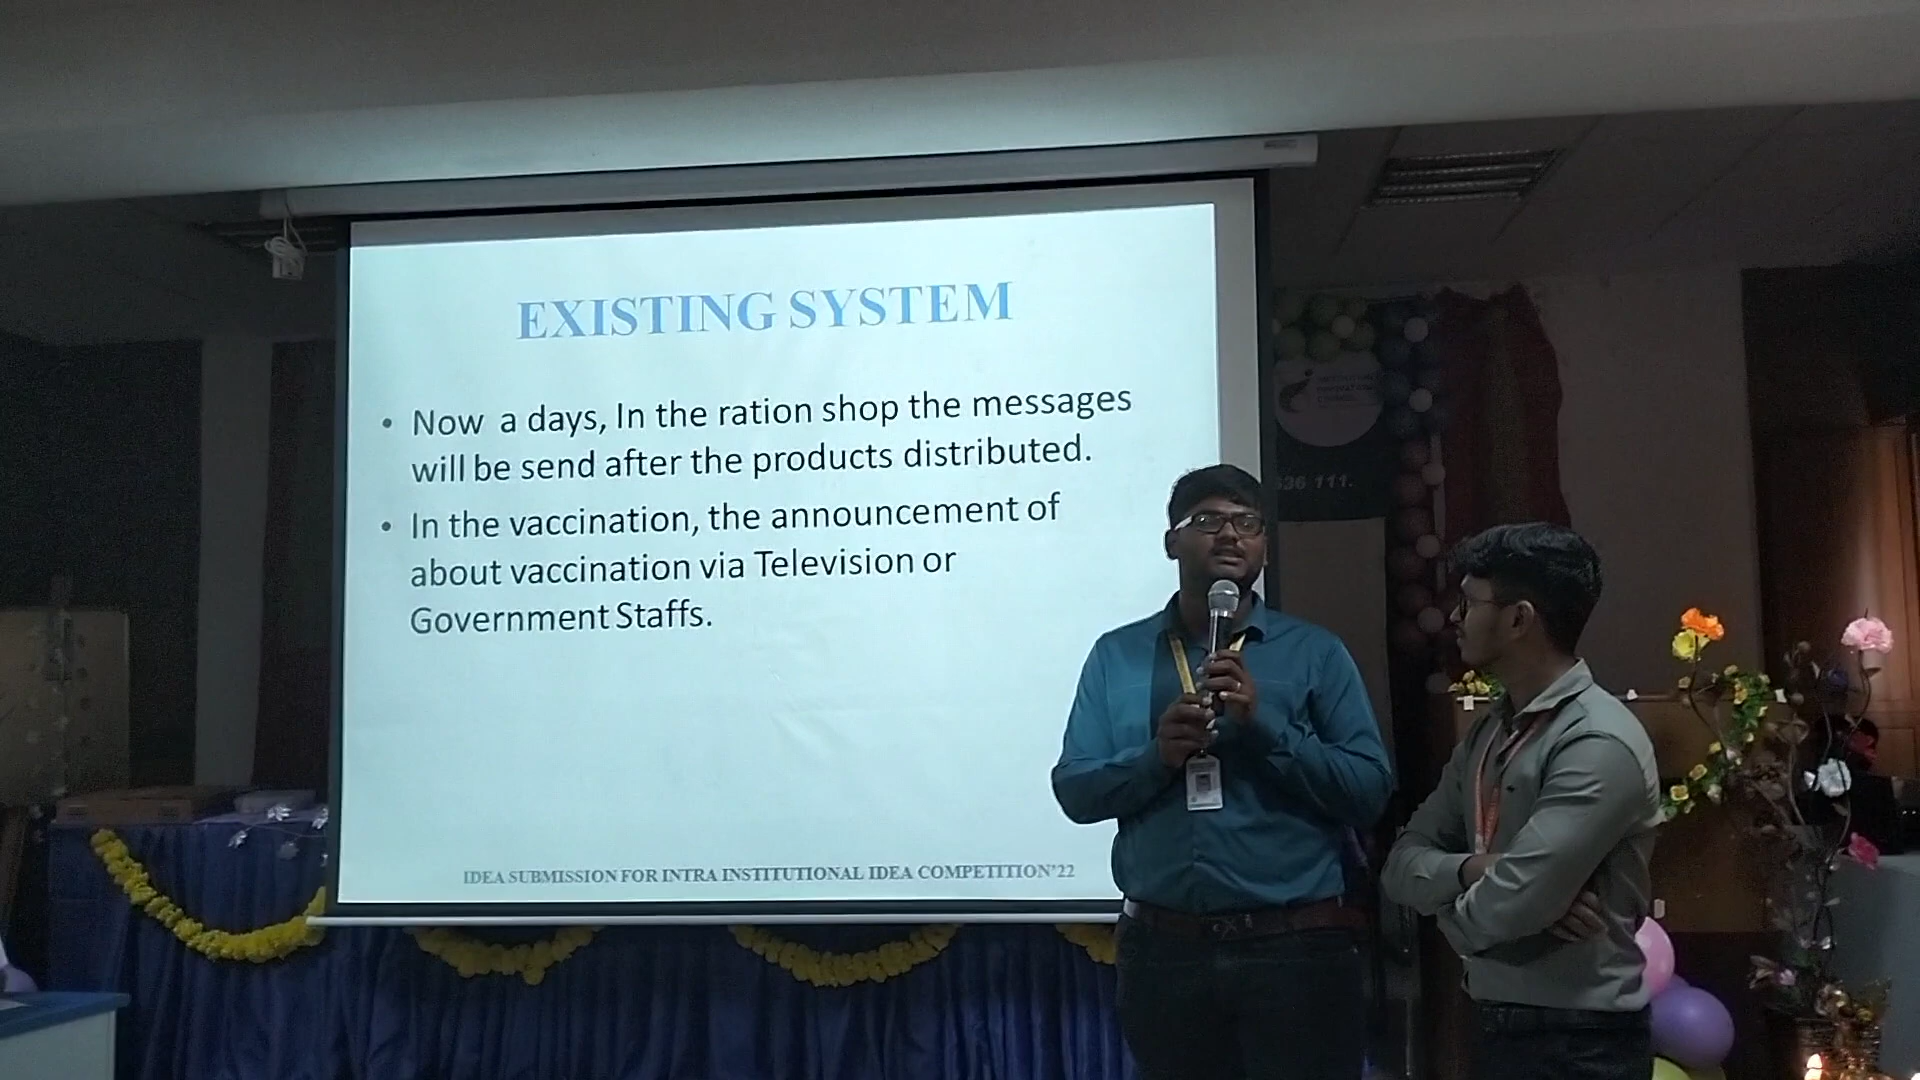 EXISTING SYSTEM
• Now a days, In the ration shop the messages
will be send after the products distributed.
• In the vaccination, the announcement of
about vaccination via Television or
Government Staffs.
IDEA SUBMISSION FOR INTRA INSTITUTIONAL IDEA COMPETITION'22
636 111.